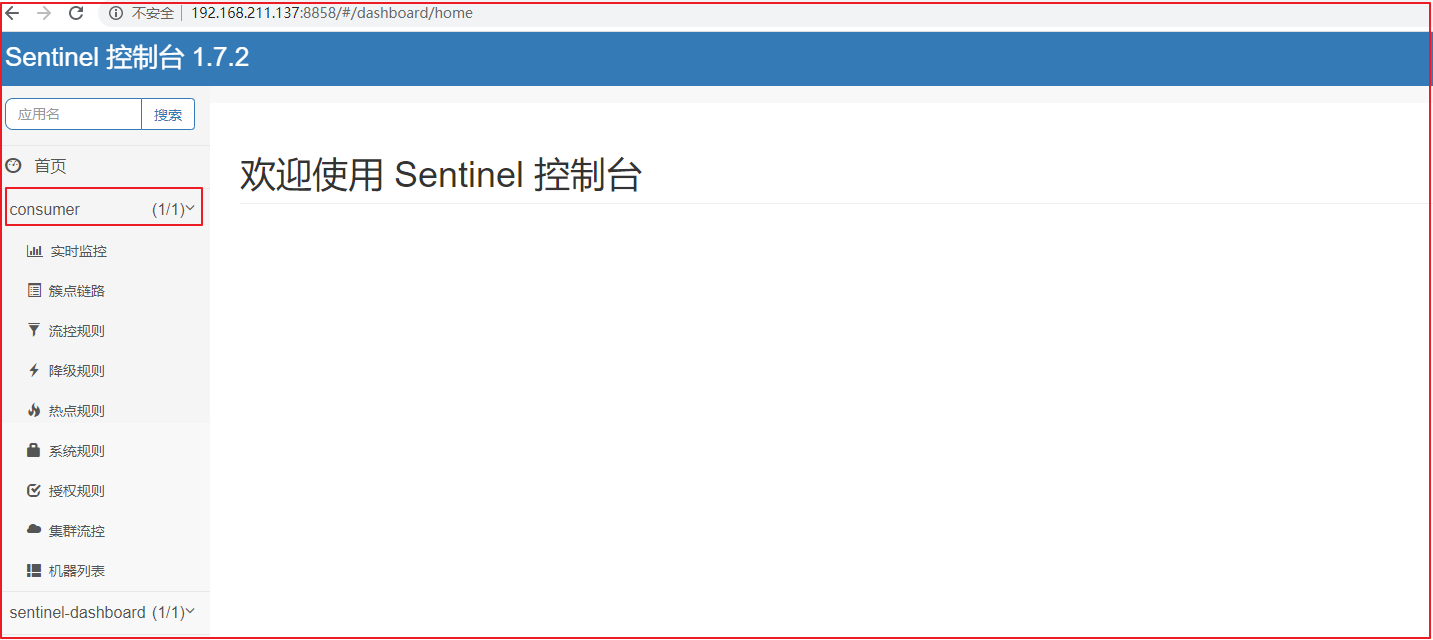 不安全 192.168.211.137:8858/#/dashboard/home
Sentinel 控制台 1.7.2
应用名 搜索
首页
欢迎使用 Sentinel 控制台
consumer (1/1)
实时监控
簇点链路
流控规则
降级规则
热点规则
系统规则
授权规则
集群流控
机器列表
sentinel-dashboard (1/1)